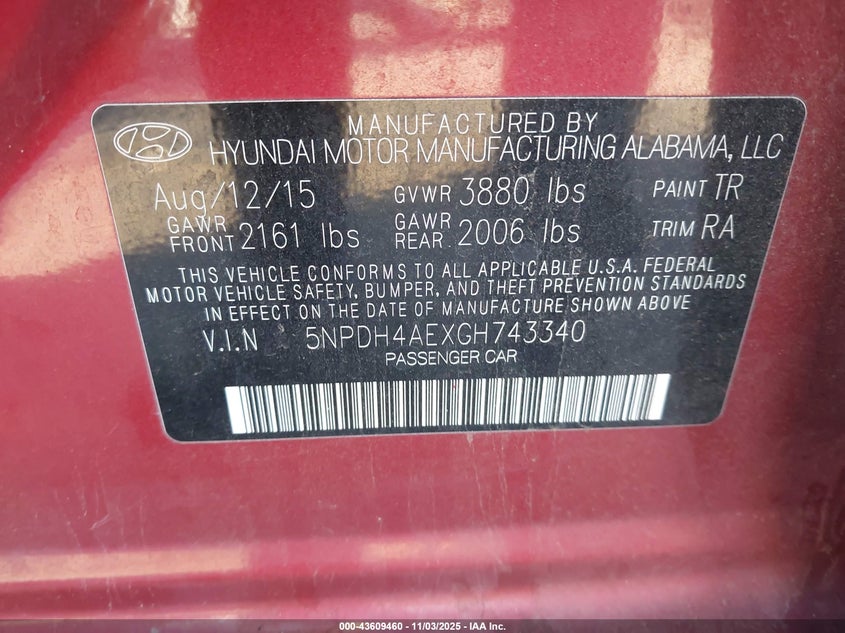 MANUFACTURED BY
HYUNDAI MOTOR MANUFACTURING ALABAMA, LLC
Aug/12/15 GVWR 3880 lbs PAINT TR
GAWR FRONT 2161 lbs GAWR REAR 2006 lbs TRIM RA
THIS VEHICLE CONFORMS TO ALL APPLICABLE U.S.A. FEDERAL
MOTOR VEHICLE SAFETY, BUMPER, AND THEFT PREVENTION STANDARDS
IN EFFECT ON THE DATE OF MANUFACTURE SHOWN ABOVE
V.I.N 5NPDH4AEXGH743340
PASSENGER CAR
000-43609460 - 11/03/2025 - IAA Inc.